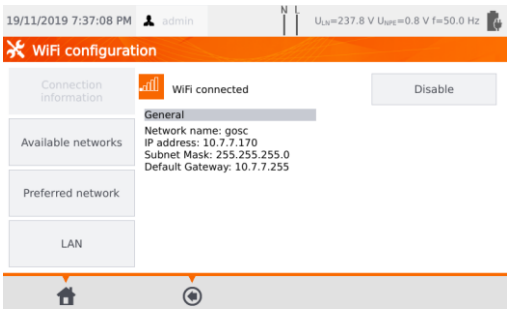 19/11/2019 7:37:08 PM admin N L U_LN=237.8 V U_NPE=0.8 V f=50.0 Hz
WiFi configuration
Connection
information
WiFi connected
Disable
General
Available networks
Network name: gosc
IP address: 10.7.7.170
Subnet Mask: 255.255.255.0
Default Gateway: 10.7.7.255
Preferred network
LAN